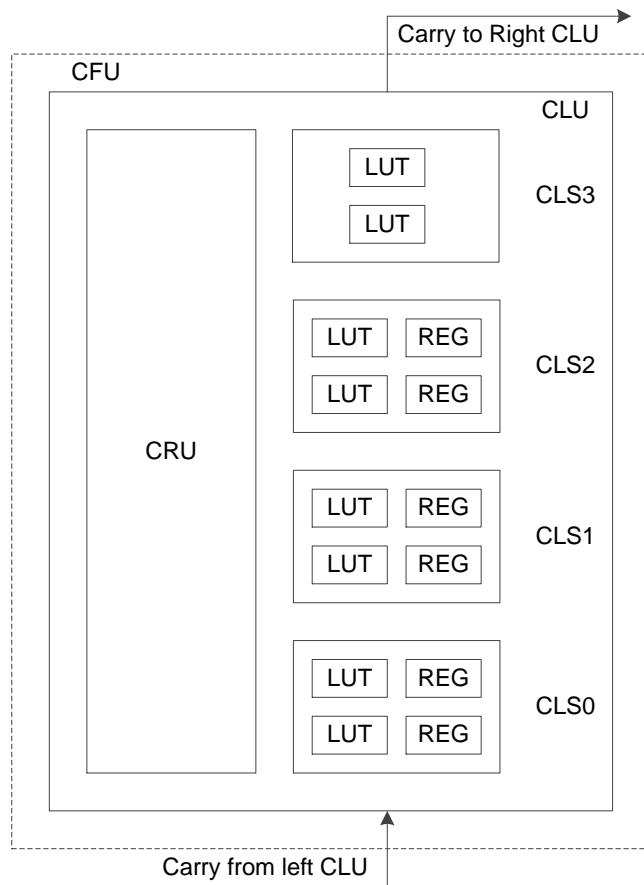 Carry to Right CLU
CFU
CLU
LUT
LUT
CLS3
LUT REG
LUT REG
CLS2
CRU
LUT REG
LUT REG
CLS1
LUT REG
LUT REG
CLS0
Carry from left CLU